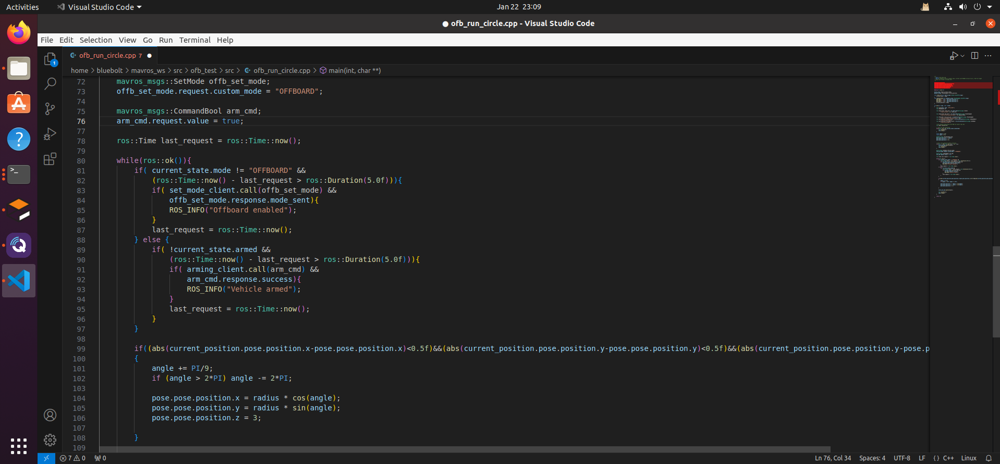 Activities
Visual Studio Code
Jan 22 23:09
● ofb_run_circle.cpp - Visual Studio Code
File Edit Selection View Go Run Terminal Help
ofb_run_circle.cpp 7
home > bluebolt > mavros_ws > src > ofb_test > src > ofb_run_circle.cpp > main(int, char **)
1
72 mavros_msgs::SetMode offb_set_mode;
73 offb_set_mode.request.custom_mode = "OFFBOARD";
74
75 mavros_msgs::CommandBool arm_cmd;
76 arm_cmd.request.value = true;
77
78 ros::Time last_request = ros::Time::now();
79
80 while(ros::ok()){
81 if( current_state.mode != "OFFBOARD" &&
82 (ros::Time::now() - last_request > ros::Duration(5.0f))){
83 if( set_mode_client.call(offb_set_mode) &&
84 offb_set_mode.response.mode_sent){
85 ROS_INFO("Offboard enabled");
86 }
87 last_request = ros::Time::now();
88 } else {
89 if( !current_state.armed &&
90 (ros::Time::now() - last_request > ros::Duration(5.0f))){
91 if( arming_client.call(arm_cmd) &&
92 arm_cmd.response.success){
93 ROS_INFO("Vehicle armed");
94 }
95 last_request = ros::Time::now();
96 }
97 }
98
99 if((abs(current_position.pose.position.x-pose.pose.position.x)<0.5f)&&(abs(current_position.pose.position.y-pose.pose.position.y)<0.5f)&&(abs(current_position.pose.position.y-pose.p
100 {
101 angle += PI/9;
102 if (angle > 2*PI) angle -= 2*PI;
103
104 pose.pose.position.x = radius * cos(angle);
105 pose.pose.position.y = radius * sin(angle);
106 pose.pose.position.z = 3;
107
108 }
109
7 0 0
Ln 76, Col 34 Spaces: 4 UTF-8 LF {} C++ Linux